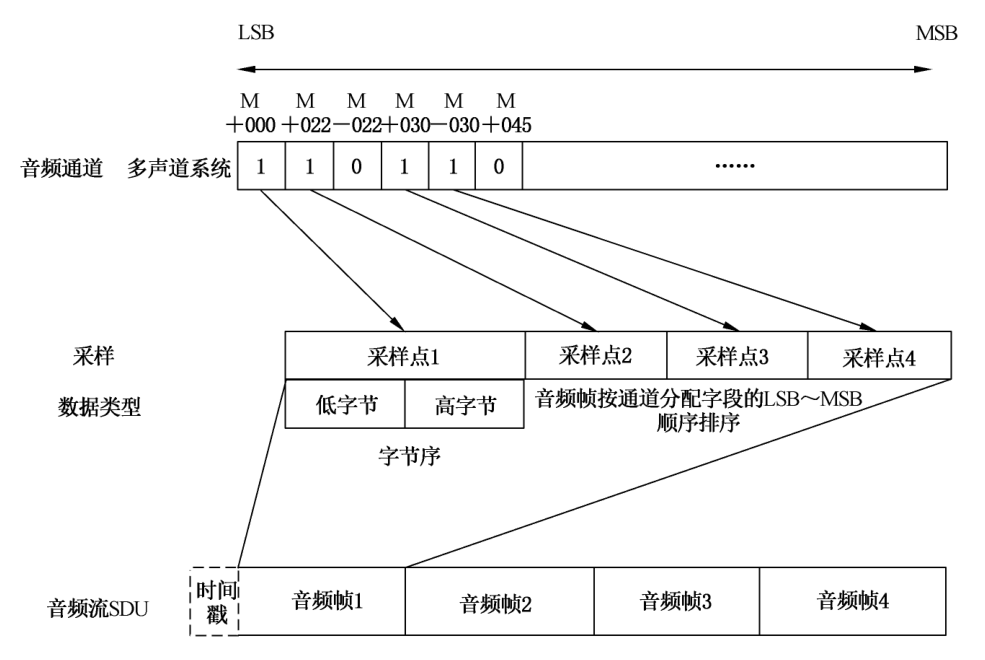 LSB MSB
M M M M M M
+000 +022 -022 +030 -030 +045
音频通道 多声道系统 1 1 0 1 1 0 ……
采样 采样点1 采样点2 采样点3 采样点4
数据类型 低字节 高字节 音频帧按通道分配字段的LSB～MSB
顺序排序
字节序
音频流SDU 时间
戳 音频帧1 音频帧2 音频帧3 音频帧4